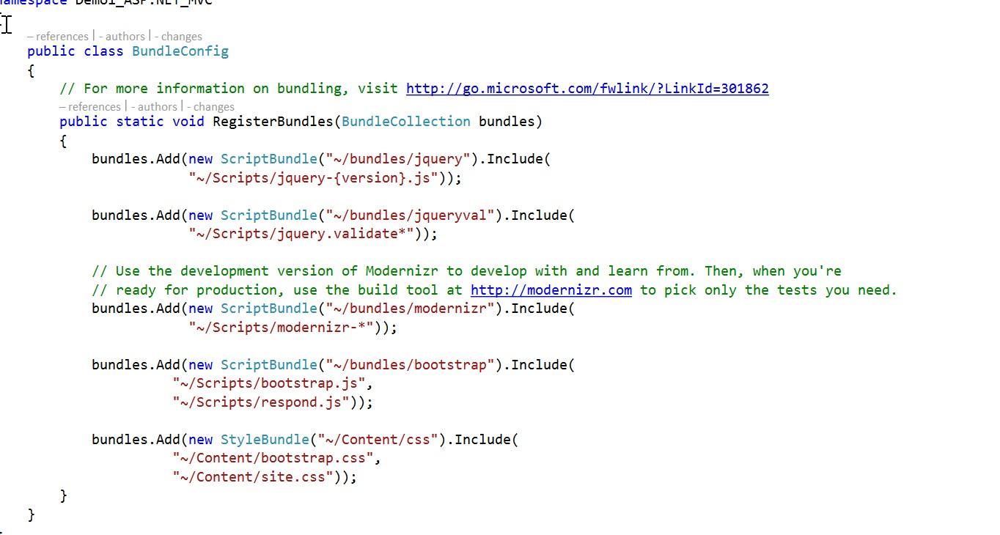 namespace Demo1_ASP.NET_MVC
– references | - authors | - changes
public class BundleConfig
{
// For more information on bundling, visit http://go.microsoft.com/fwlink/?LinkId=301862
– references | - authors | - changes
public static void RegisterBundles(BundleCollection bundles)
{
bundles.Add(new ScriptBundle("~/bundles/jquery").Include(
"~/Scripts/jquery-{version}.js"));
bundles.Add(new ScriptBundle("~/bundles/jqueryval").Include(
"~/Scripts/jquery.validate*"));
// Use the development version of Modernizr to develop with and learn from. Then, when you're
// ready for production, use the build tool at http://modernizr.com to pick only the tests you need.
bundles.Add(new ScriptBundle("~/bundles/modernizr").Include(
"~/Scripts/modernizr-*"));
bundles.Add(new ScriptBundle("~/bundles/bootstrap").Include(
"~/Scripts/bootstrap.js",
"~/Scripts/respond.js"));
bundles.Add(new StyleBundle("~/Content/css").Include(
"~/Content/bootstrap.css",
"~/Content/site.css"));
}
}